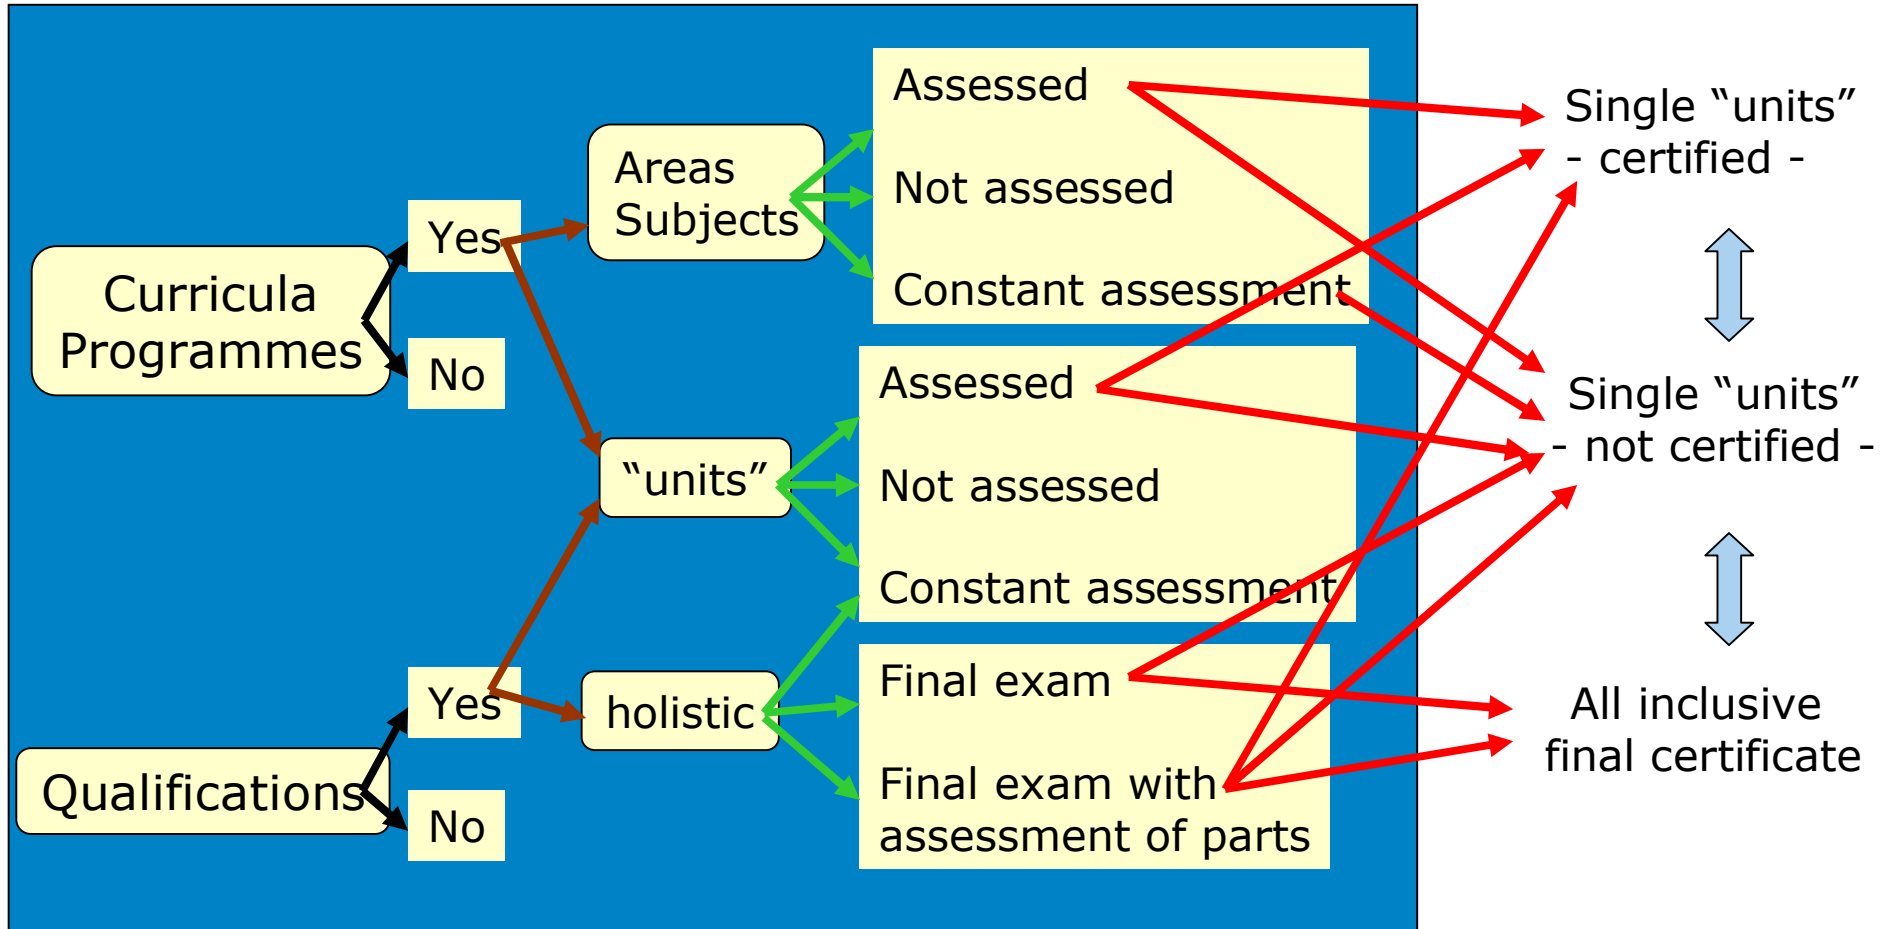 Curricula
Programmes
Yes
No
Qualifications
Yes
No
Areas
Subjects
“units”
holistic
Assessed
Not assessed
Constant assessment
Assessed
Not assessed
Constant assessment
Final exam
Final exam with
assessment of parts
Single “units”
- certified -
Single “units”
- not certified -
All inclusive
final certificate